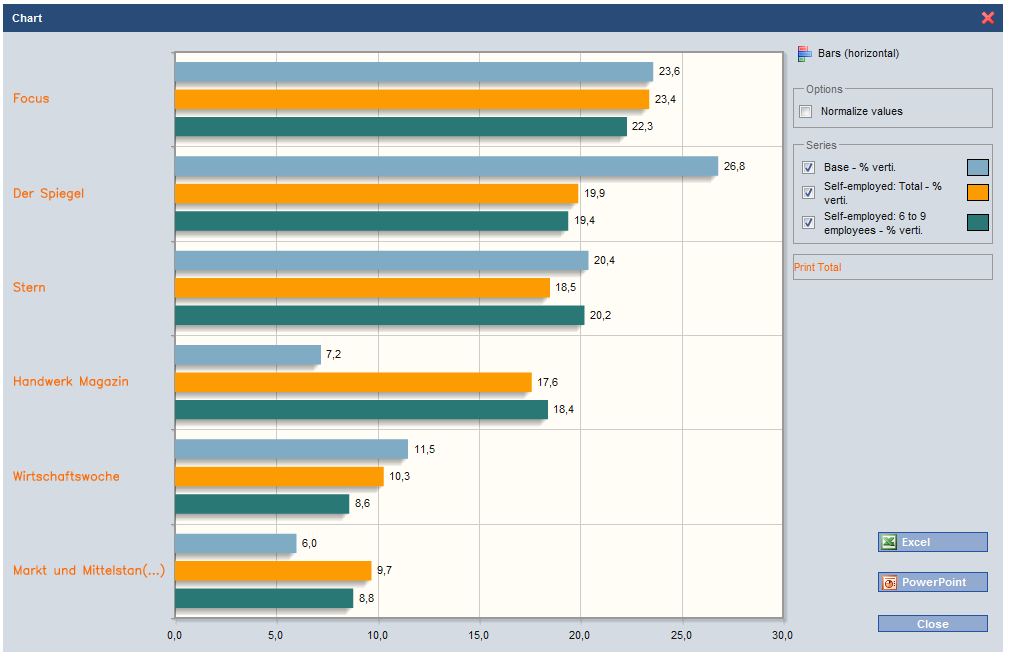 Chart
Bars (horizontal)
Options
Normalize values
Series
Base - % verti.
Self-employed: Total - %
verti.
Self-employed: 6 to 9
employees - % verti.
Print Total
Focus
23,6
23,4
22,3
Der Spiegel
26,8
19,9
19,4
Stern
20,4
18,5
20,2
Handwerk Magazin
7,2
17,6
18,4
Wirtschaftswoche
11,5
10,3
8,6
Markt und Mittelstan(...)
6,0
9,7
8,8
0,0 5,0 10,0 15,0 20,0 25,0 30,0
Excel
PowerPoint
Close